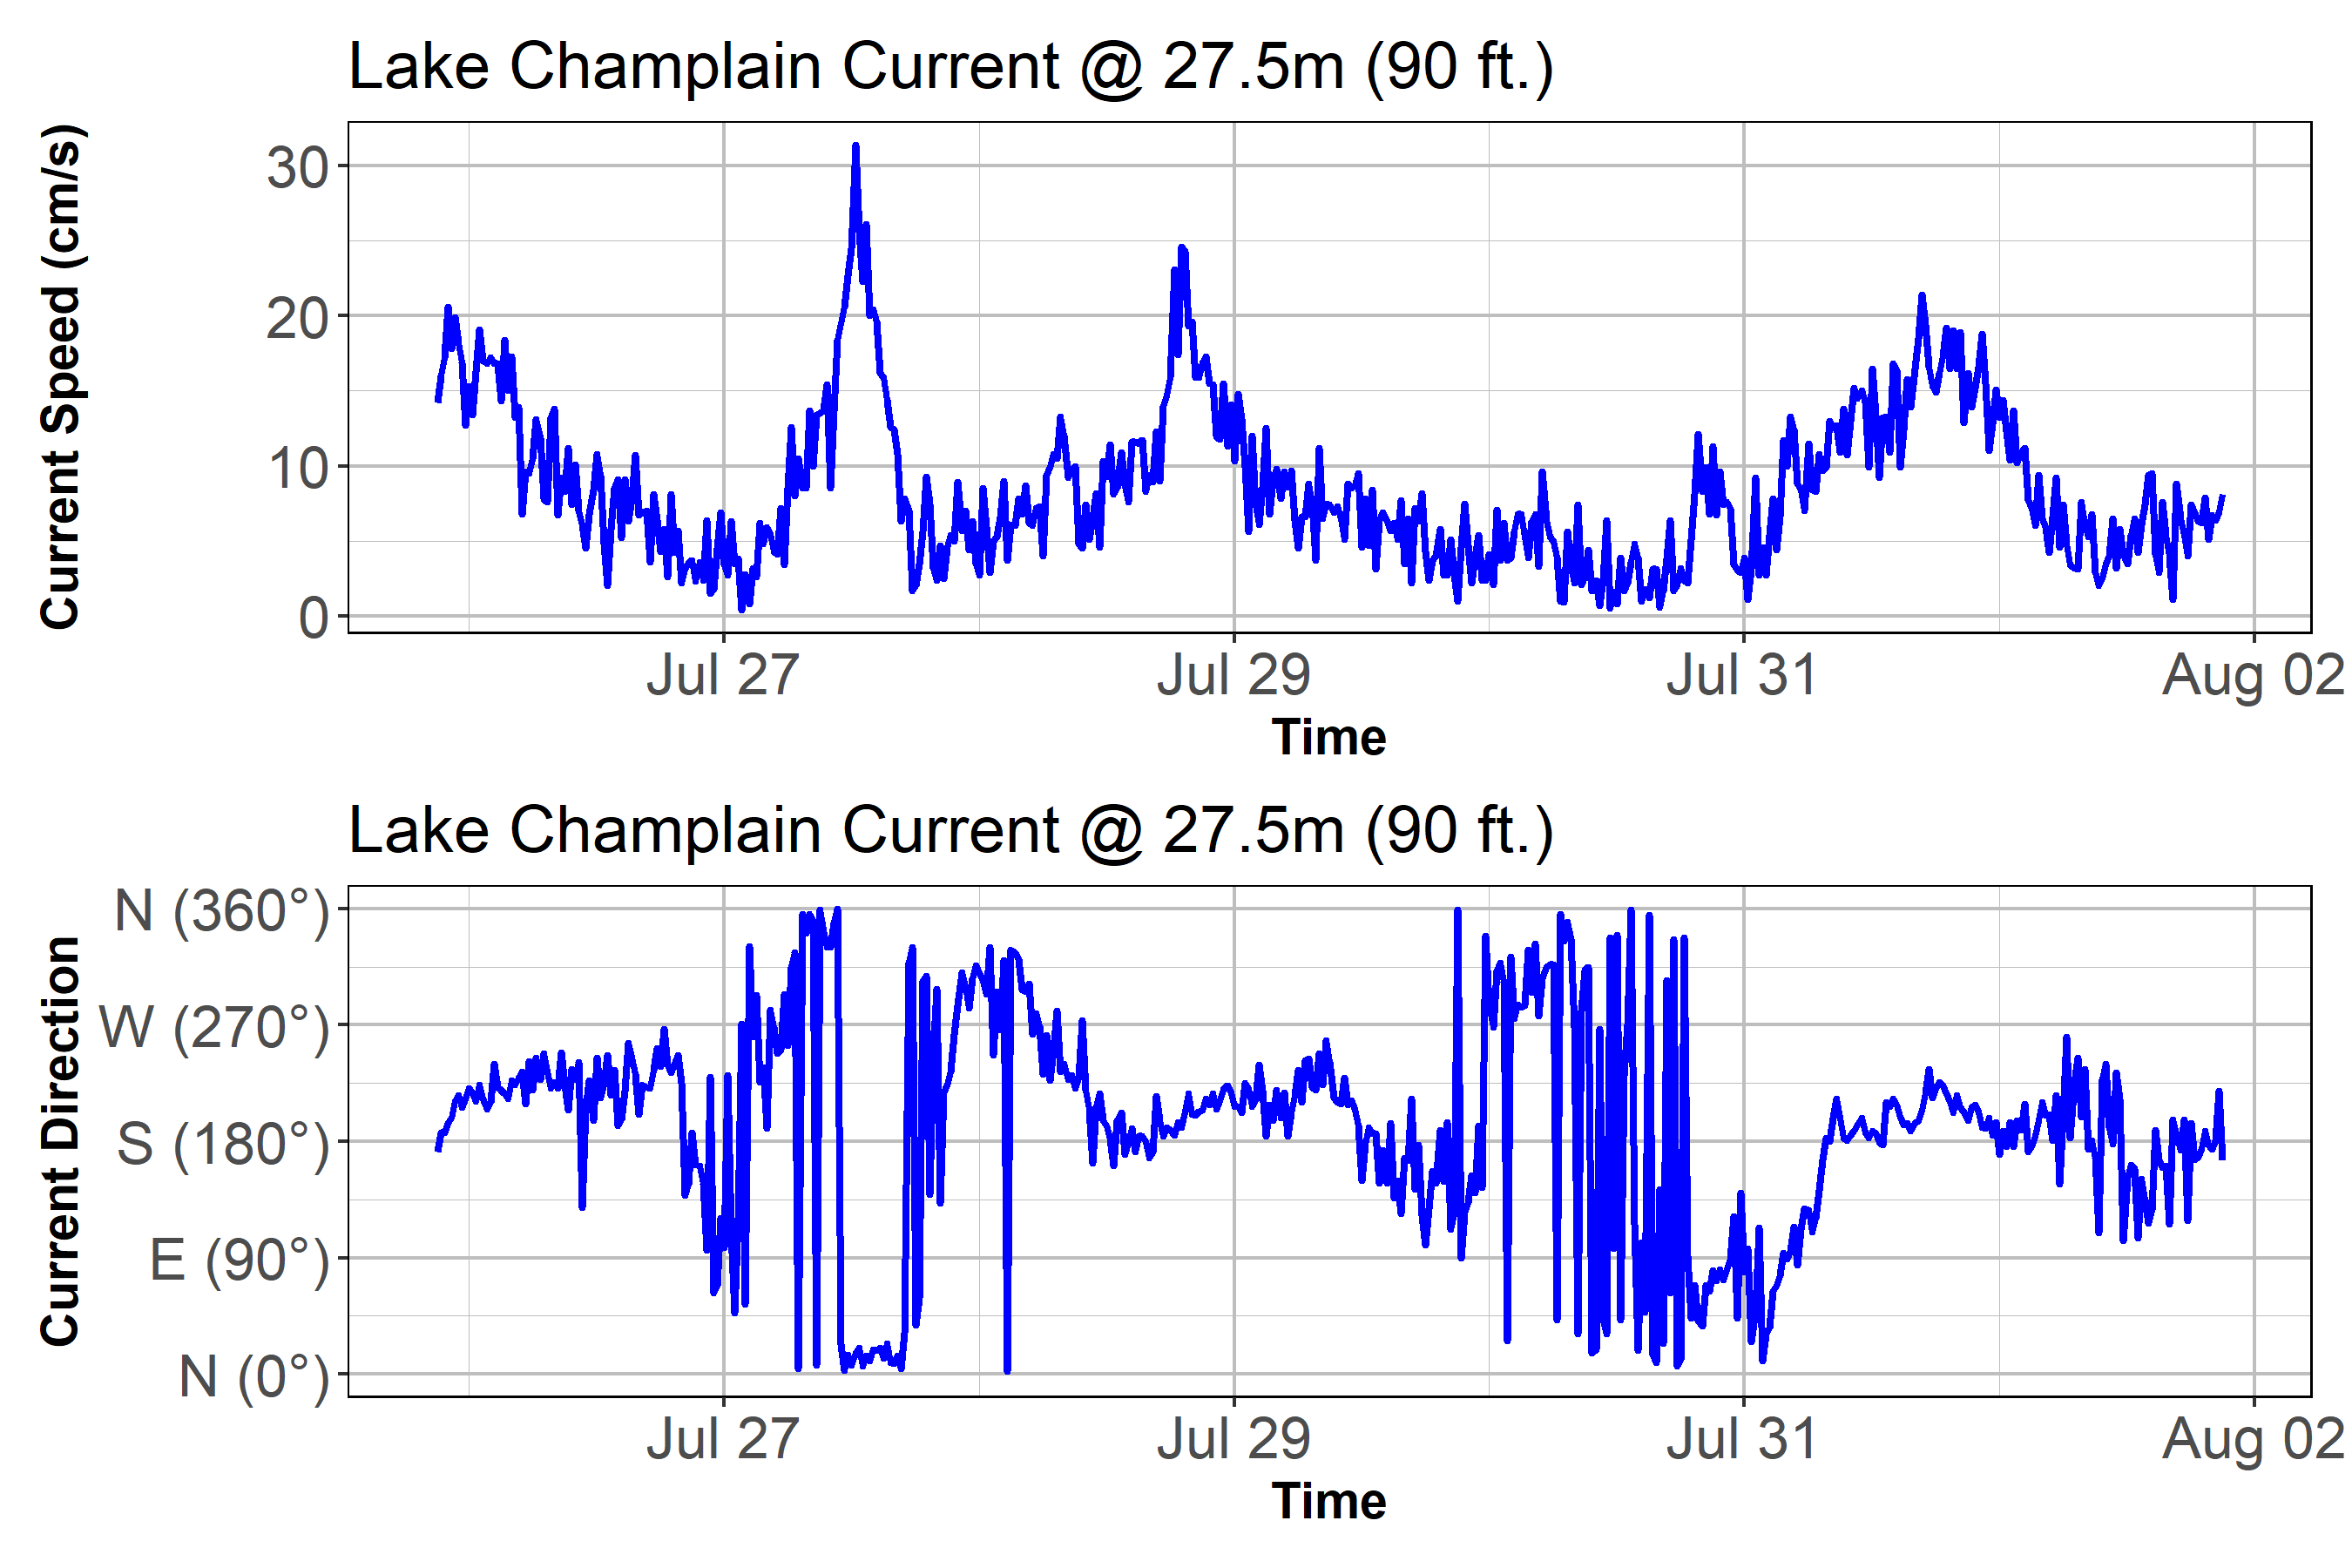 Lake Champlain Current @ 27.5m (90 ft.)
Current Speed (cm/s)
30
20
10
0
Jul 27 Jul 29 Jul 31 Aug 02
Time
Lake Champlain Current @ 27.5m (90 ft.)
Current Direction
N (360°)
W (270°)
S (180°)
E (90°)
N (0°)
Jul 27 Jul 29 Jul 31 Aug 02
Time